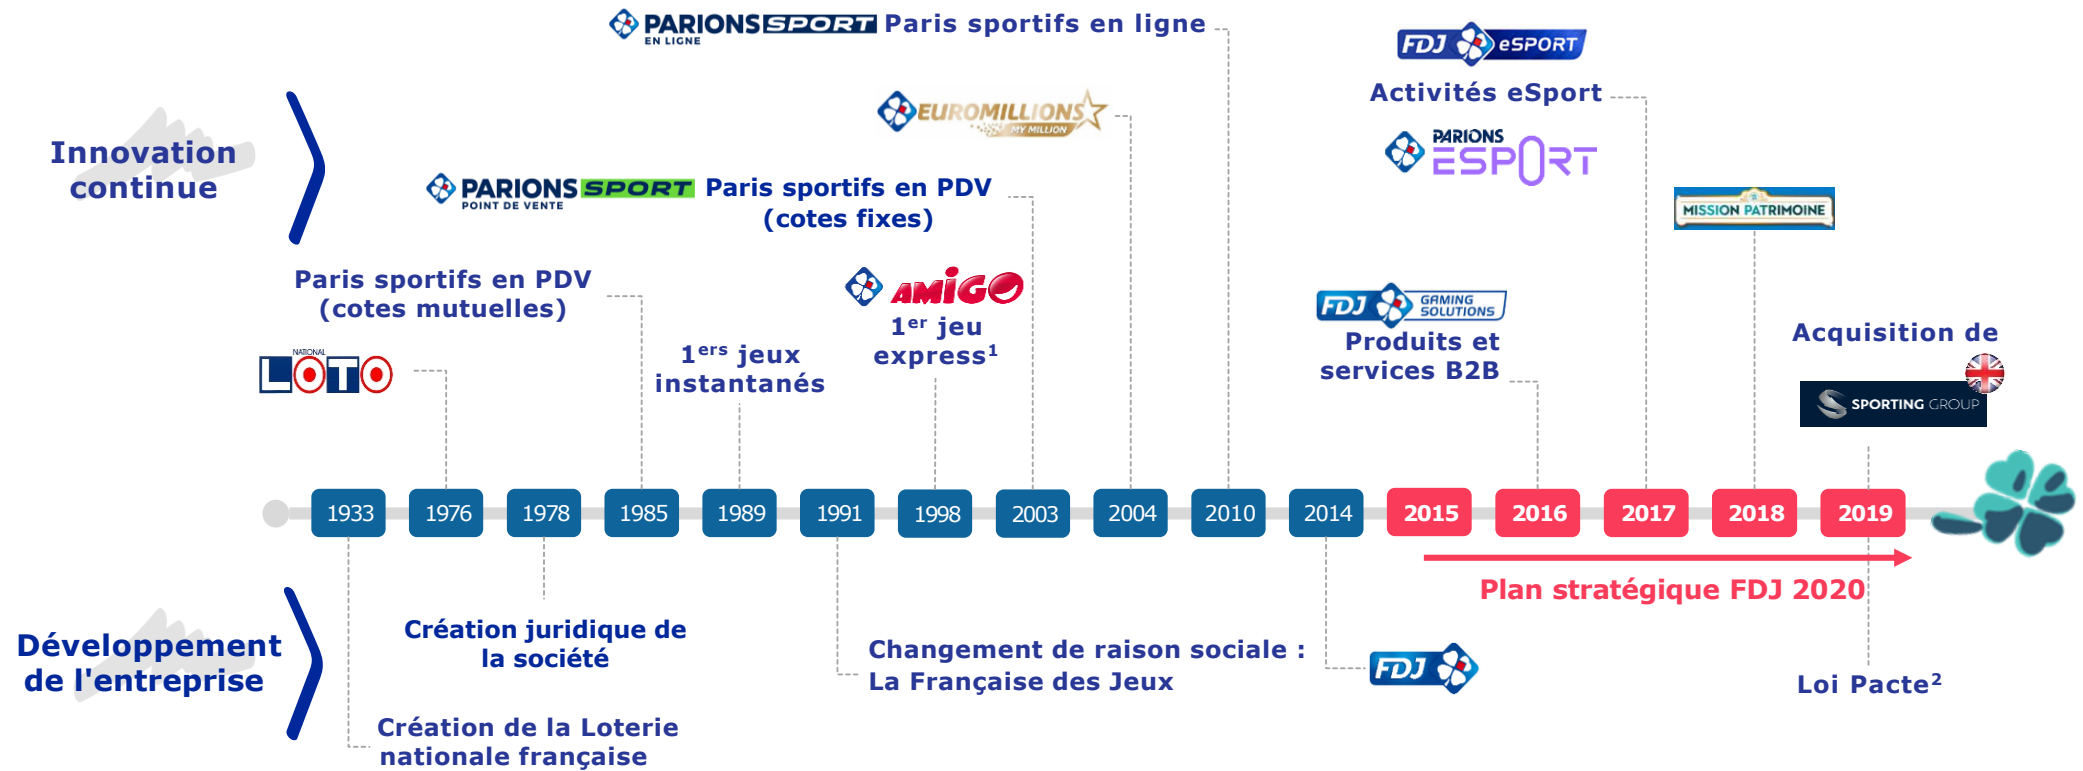 PARIONS SPORT
EN LIGNE
Paris sportifs en ligne
FDJ eSPORT
Activités eSport
EUROMILLIONS
MY MILLION
PARIONS
ESPORT
Innovation
continue
PARIONS SPORT
POINT DE VENTE
Paris sportifs en PDV
(cotes fixes)
MISSION PATRIMOINE
Paris sportifs en PDV
(cotes mutuelles)
AMIGO
1er jeu
express¹
FDJ GAMING
SOLUTIONS
Produits et
services B2B
Acquisition de
SPORTING GROUP
NATIONAL
LOTO
1ers jeux
instantanés
1933 1976 1978 1985 1989 1991 1998 2003 2004 2010 2014 2015 2016 2017 2018 2019
Plan stratégique FDJ 2020
Développement
de l'entreprise
Création juridique de
la société
Changement de raison sociale :
La Française des Jeux
FDJ
Loi Pacte²
Création de la Loterie
nationale française